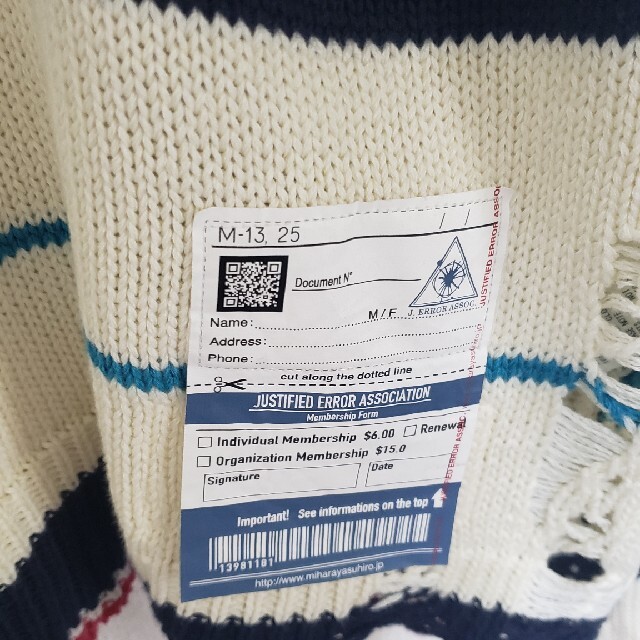 M-13, 25 / /
Document N°
M / F
J. ERROR ASSOC.
Name:
Address:
Phone:
cut along the dotted line
JUSTIFIED ERROR ASSOCIATION
Membership Form
Individual Membership $6.00 Renewal
Organization Membership $15.0
Signature Date
Important! See informations on the top
13981181
http://www.miharayasuhiro.jp
JUSTIFIED ERROR ASSO
JUSTIFIED ERROR ASSO